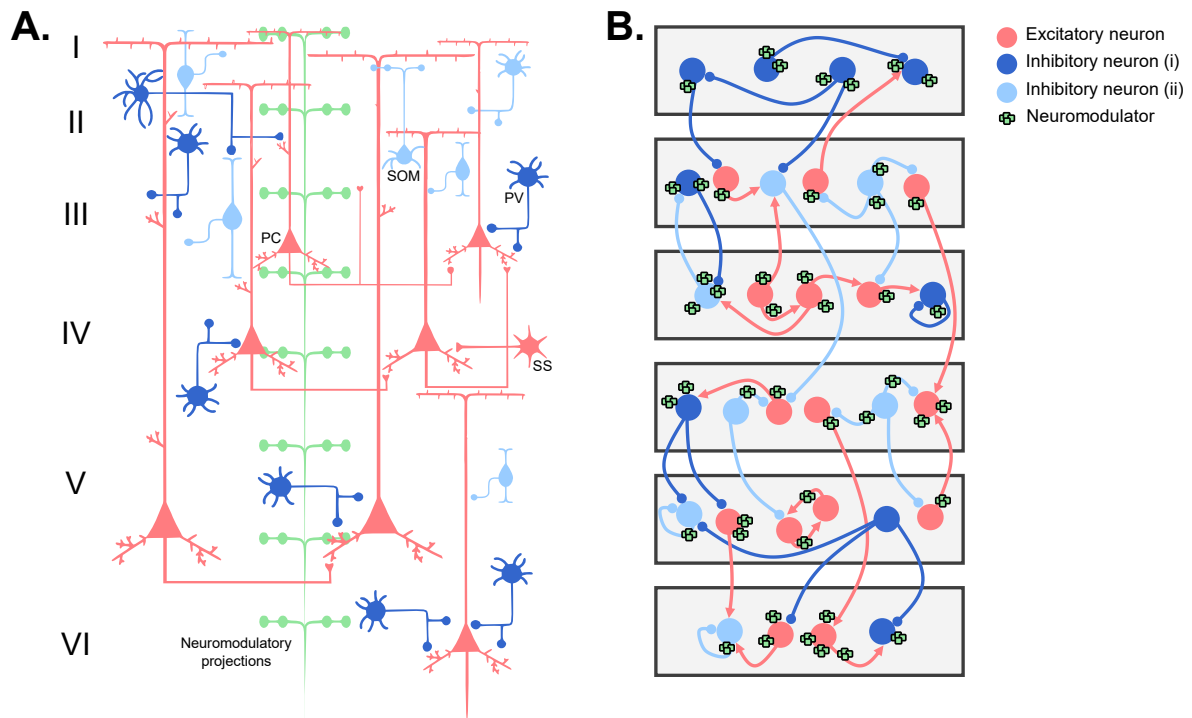 A.
I
II
III
IV
V
VI
PC
SOM
PV
SS
Neuromodulatory
projections
B.
Excitatory neuron
Inhibitory neuron (i)
Inhibitory neuron (ii)
Neuromodulator